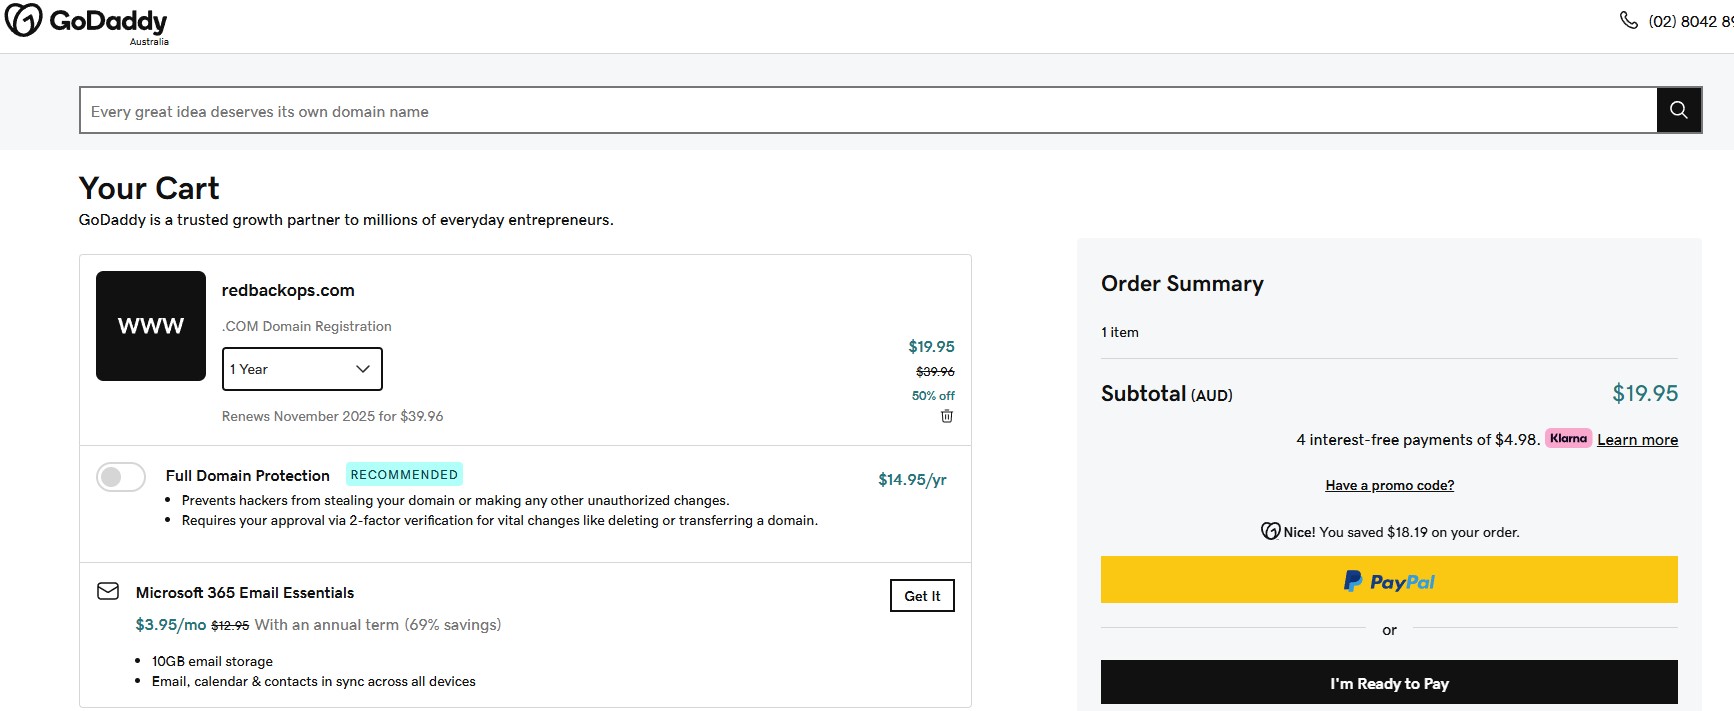 GoDaddy
Australia
(02) 8042 89
Every great idea deserves its own domain name
Your Cart
GoDaddy is a trusted growth partner to millions of everyday entrepreneurs.
www
redbackops.com
.COM Domain Registration
1 Year
Renews November 2025 for $39.96
$19.95
$39.96
50% off
Full Domain Protection RECOMMENDED
$14.95/yr
• Prevents hackers from stealing your domain or making any other unauthorized changes.
• Requires your approval via 2-factor verification for vital changes like deleting or transferring a domain.
Microsoft 365 Email Essentials
Get It
$3.95/mo $12.95 With an annual term (69% savings)
• 10GB email storage
• Email, calendar & contacts in sync across all devices
Order Summary
1 item
Subtotal (AUD) $19.95
4 interest-free payments of $4.98. Klarna Learn more
Have a promo code?
Nice! You saved $18.19 on your order.
PayPal
or
I'm Ready to Pay